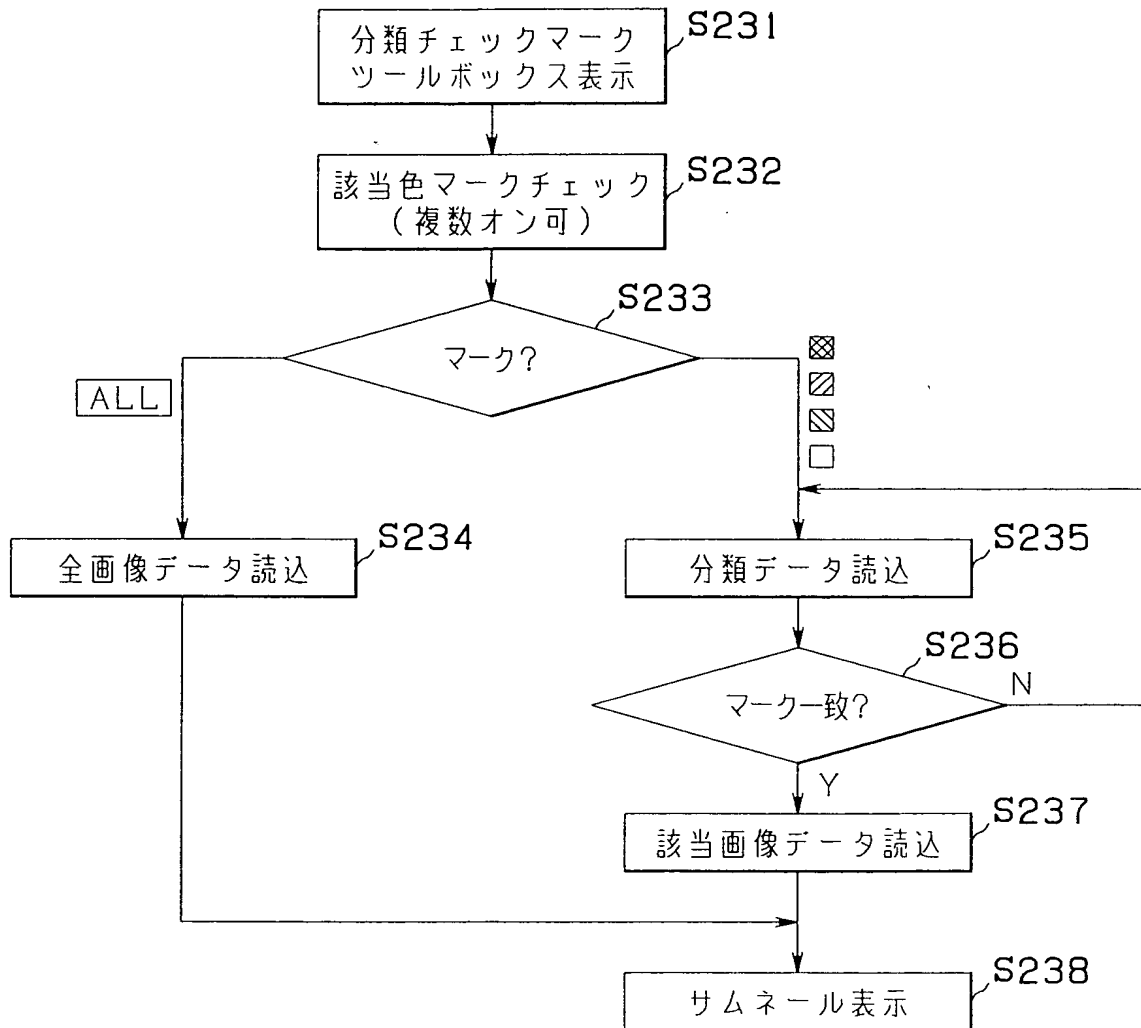 分類チェックマーク
ツールボックス表示
S231
該当色マークチェック
(複数オン可)
S232
マーク?
S233
ALL
全画像データ読込
S234
分類データ読込
S235
マーク一致?
S236
N
Y
該当画像データ読込
S237
サムネール表示
S238